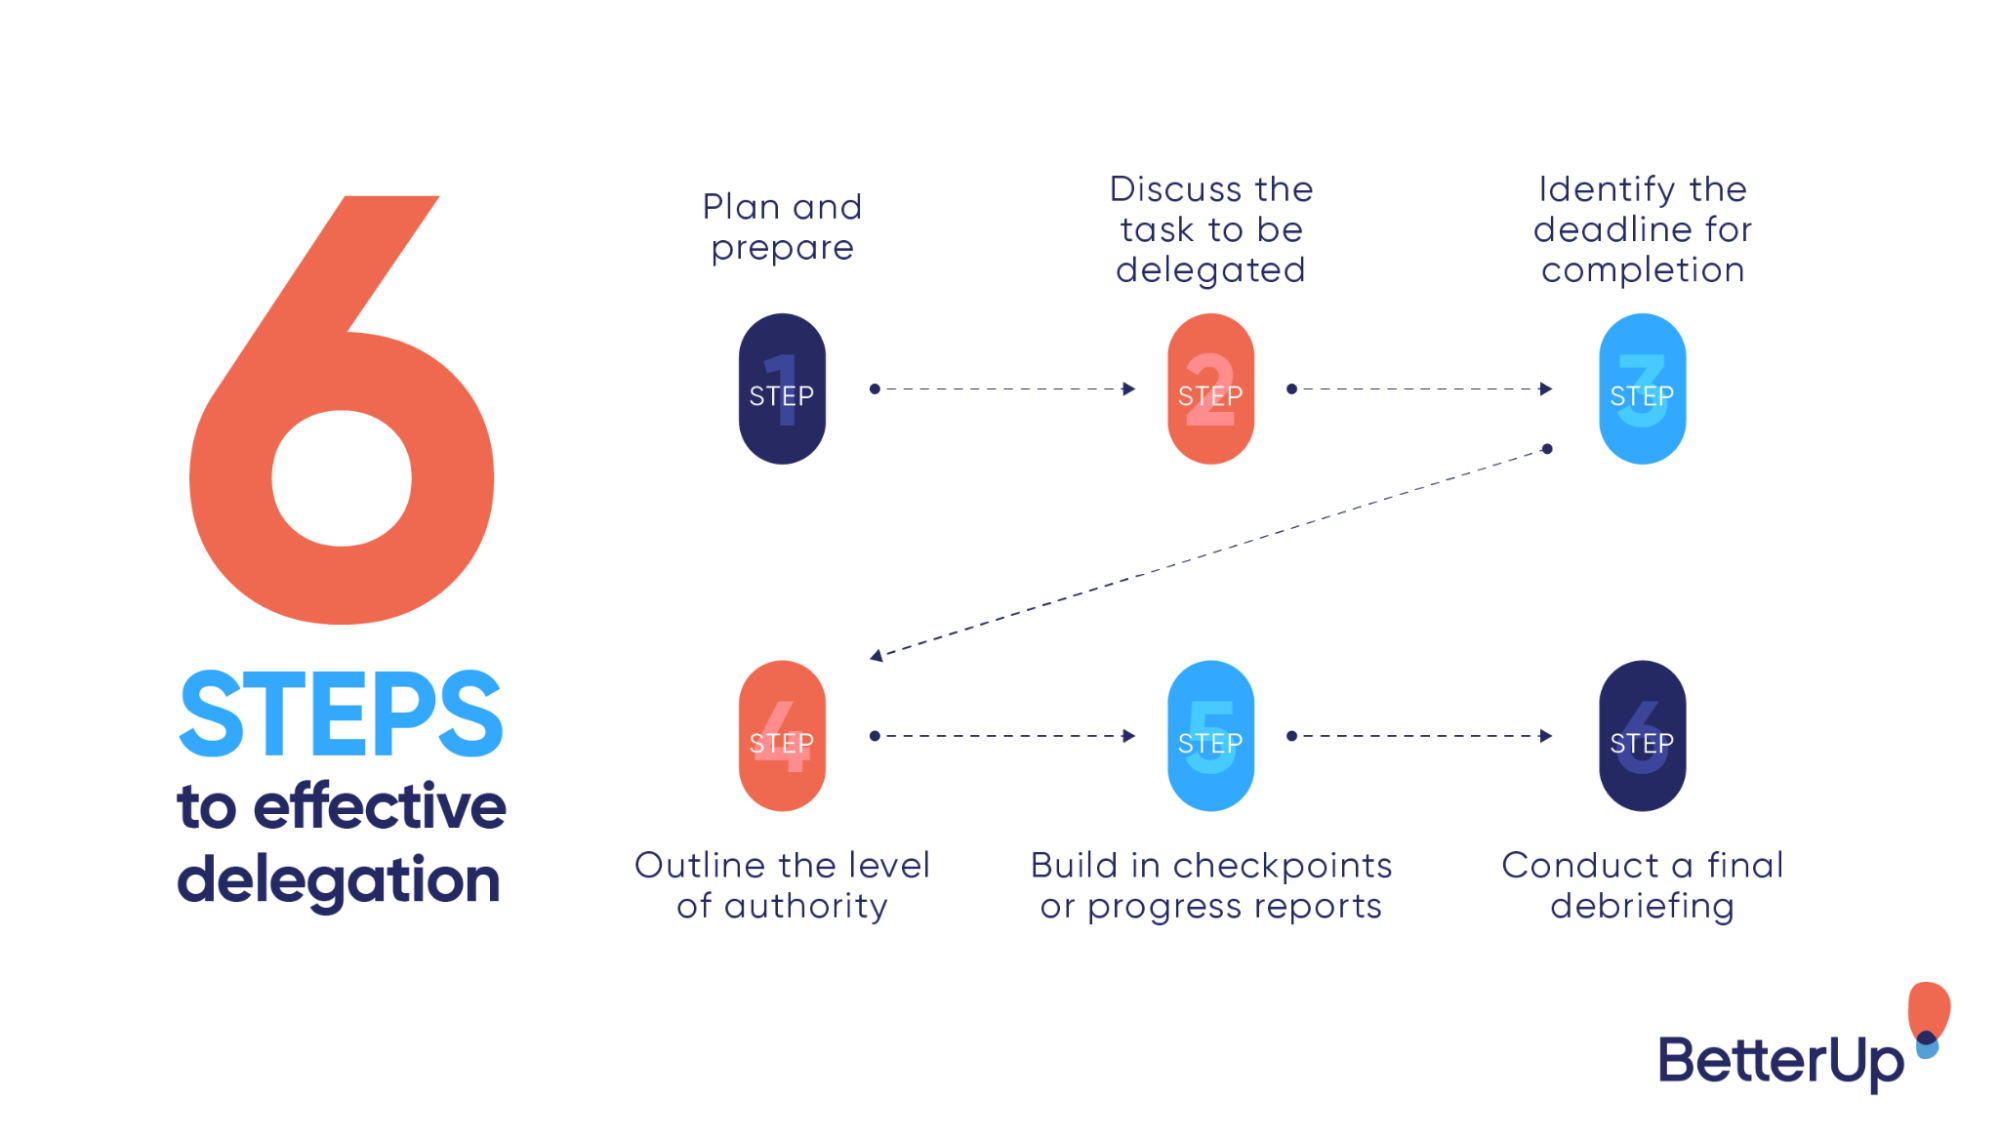 6
STEPS
to effective
delegation
Plan and
prepare
1
STEP
Discuss the
task to be
delegated
2
STEP
Identify the
deadline for
completion
3
STEP
4
STEP
Outline the level
of authority
5
STEP
Build in checkpoints
or progress reports
6
STEP
Conduct a final
debriefing
BetterUp